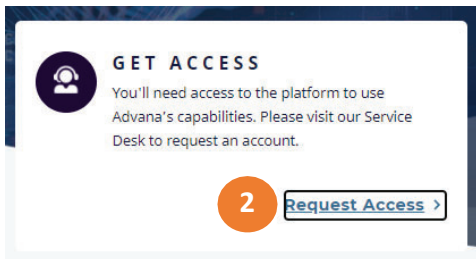 GET ACCESS
You'll need access to the platform to use
Advana's capabilities. Please visit our Service
Desk to request an account.
2 Request Access >